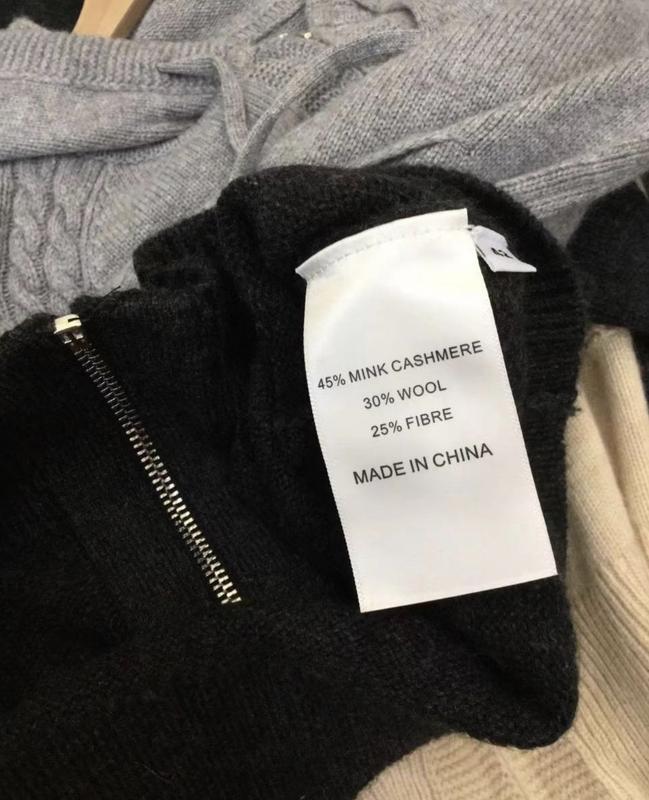 45% MINK CASHMERE
30% WOOL
25% FIBRE
MADE IN CHINA